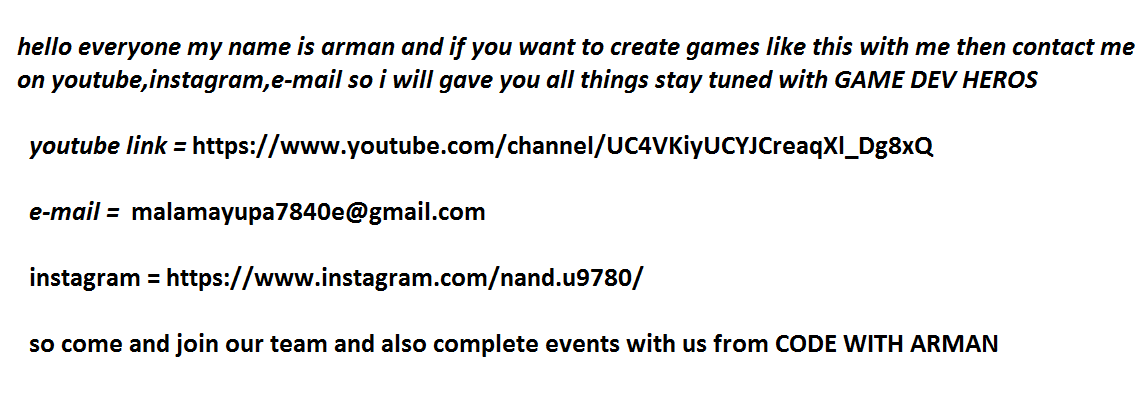 hello everyone my name is arman and if you want to create games like this with me then contact me
on youtube,instagram,e-mail so i will gave you all things stay tuned with GAME DEV HEROS
youtube link = https://www.youtube.com/channel/UC4VKiyUCYJCreaqXl_Dg8xQ
e-mail = malamayupa7840e@gmail.com
instagram = https://www.instagram.com/nand.u9780/
so come and join our team and also complete events with us from CODE WITH ARMAN